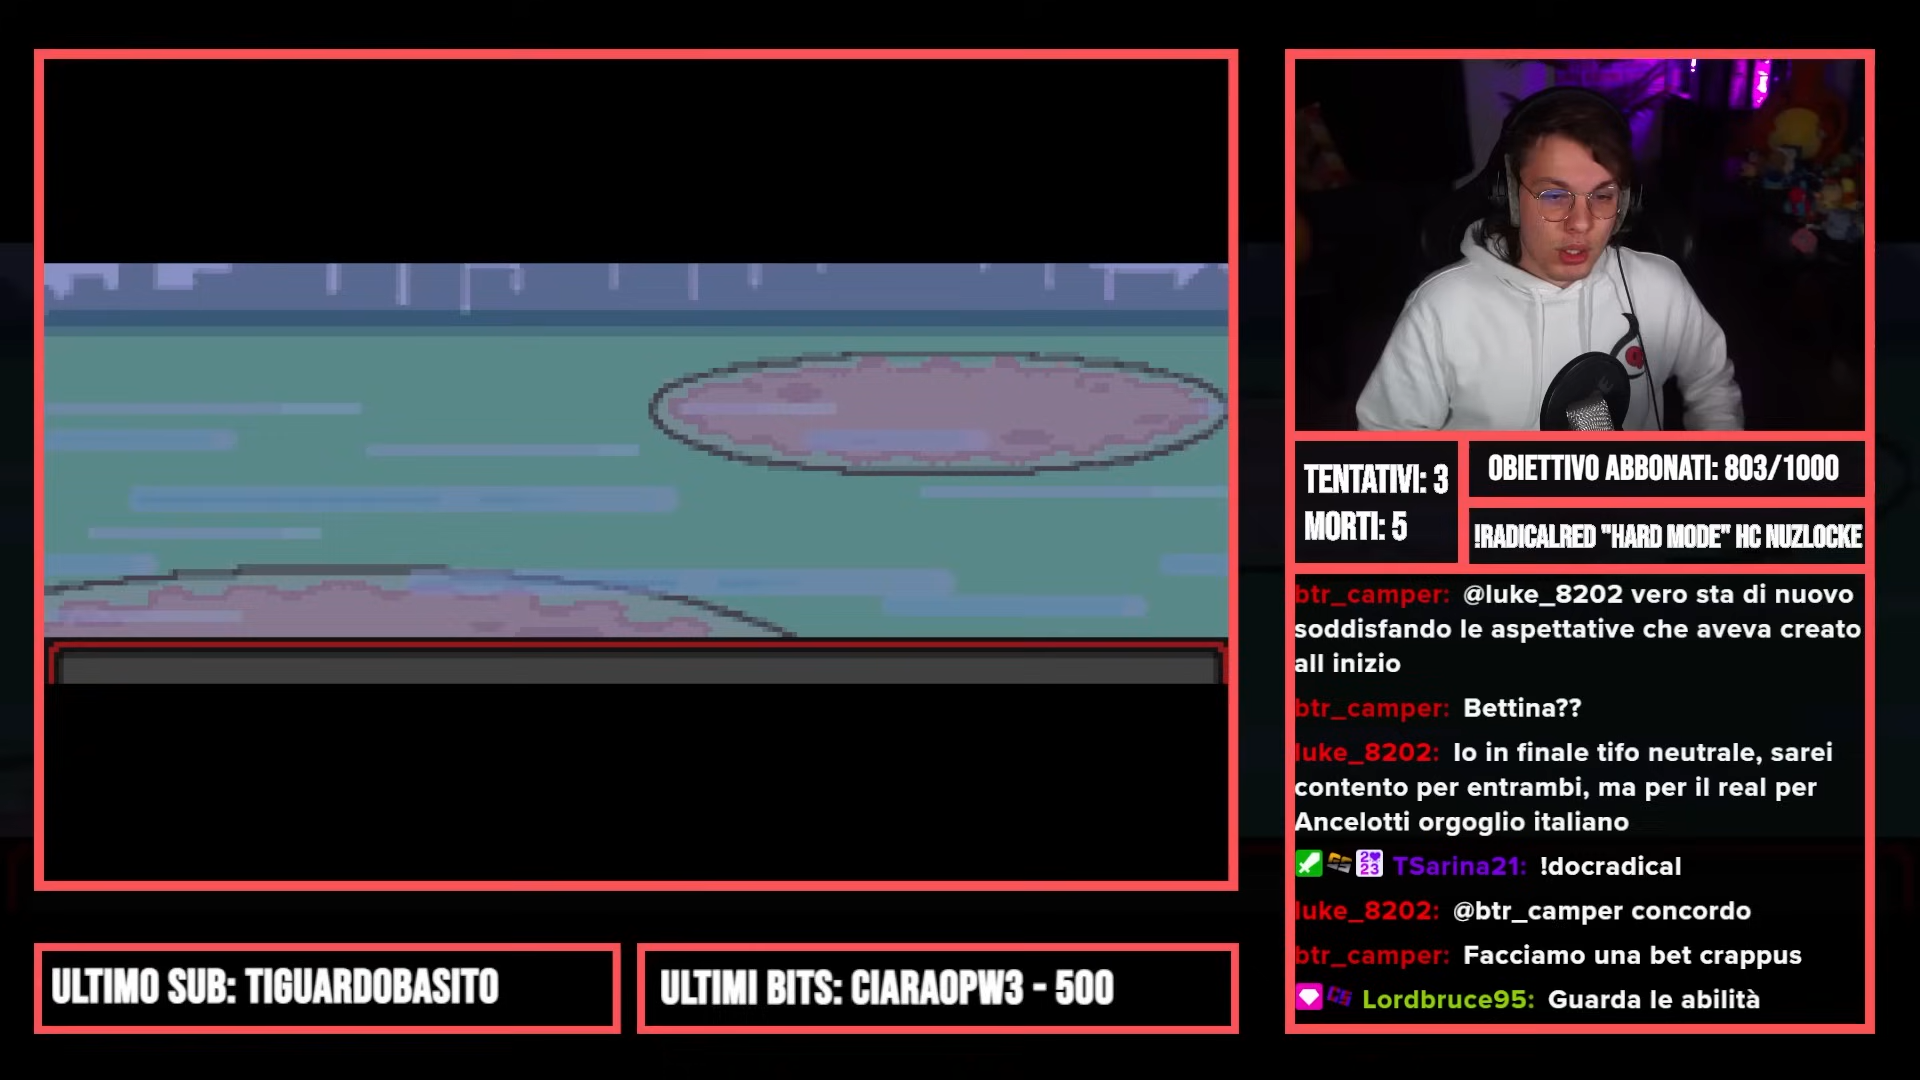 TENTATIVI: 3
MORTI: 5
OBIETTIVO ABBONATI: 803/1000
!RADICALRED "HARD MODE" HC NUZLOCKE
btr_camper: @luke_8202 vero sta di nuovo
soddisfando le aspettative che aveva creato
all inizio
btr_camper: Bettina??
luke_8202: Io in finale tifo neutrale, sarei
contento per entrambi, ma per il real per
Ancelotti orgoglio italiano
TSarina21: !docradical
luke_8202: @btr_camper concordo
btr_camper: Facciamo una bet crappus
Lordbruce95: Guarda le abilità
ULTIMO SUB: TIGUARDOBASITO
ULTIMI BITS: CIARAOPW3 - 500